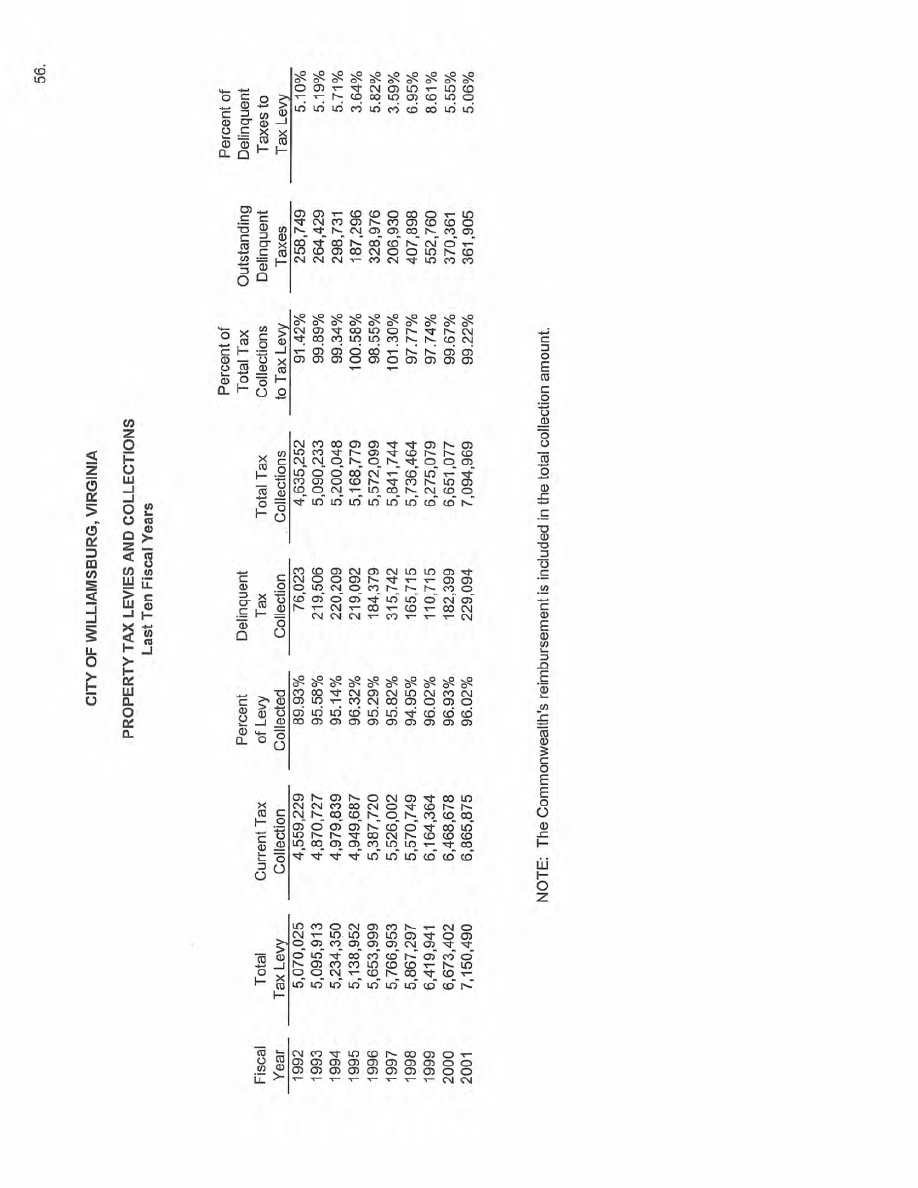 56.
CITY OF WILLIAMSBURG, VIRGINIA
PROPERTY TAX LEVIES AND COLLECTIONS
Last Ten Fiscal Years
Percent of Percent of
Percent Delinquent Total Tax Outstanding Delinquent
Fiscal Total Current Tax of Levy Tax Total Tax Collections Delinquent Taxes to
Year Tax Levy Collection Collected Collection Collections to Tax Levy Taxes Tax Levy
1992 5,070,025 4,559,229 89.93% 76,023 4,635,252 91.42% 258,749 5.10%
1993 5,095,913 4,870,727 95.58% 219,506 5,090,233 99.89% 264,429 5.19%
1994 5,234,350 4,979,839 95.14% 220,209 5,200,048 99.34% 298,731 5.71%
1995 5,138,952 4,949,687 96.32% 219,092 5,168,779 100.58% 187,296 3.64%
1996 5,653,999 5,387,720 95.29% 184,379 5,572,099 98.55% 328,976 5.82%
1997 5,766,953 5,526,002 95.82% 315,742 5,841,744 101.30% 206,930 3.59%
1998 5,867,297 5,570,749 94.95% 165,715 5,736,464 97.77% 407,898 6.95%
1999 6,419,941 6,164,364 96.02% 110,715 6,275,079 97.74% 552,760 8.61%
2000 6,673,402 6,468,678 96.93% 182,399 6,651,077 99.67% 370,361 5.55%
2001 7,150,490 6,865,875 96.02% 229,094 7,094,969 99.22% 361,905 5.06%
NOTE: The Commonwealth's reimbursement is included in the total collection amount.